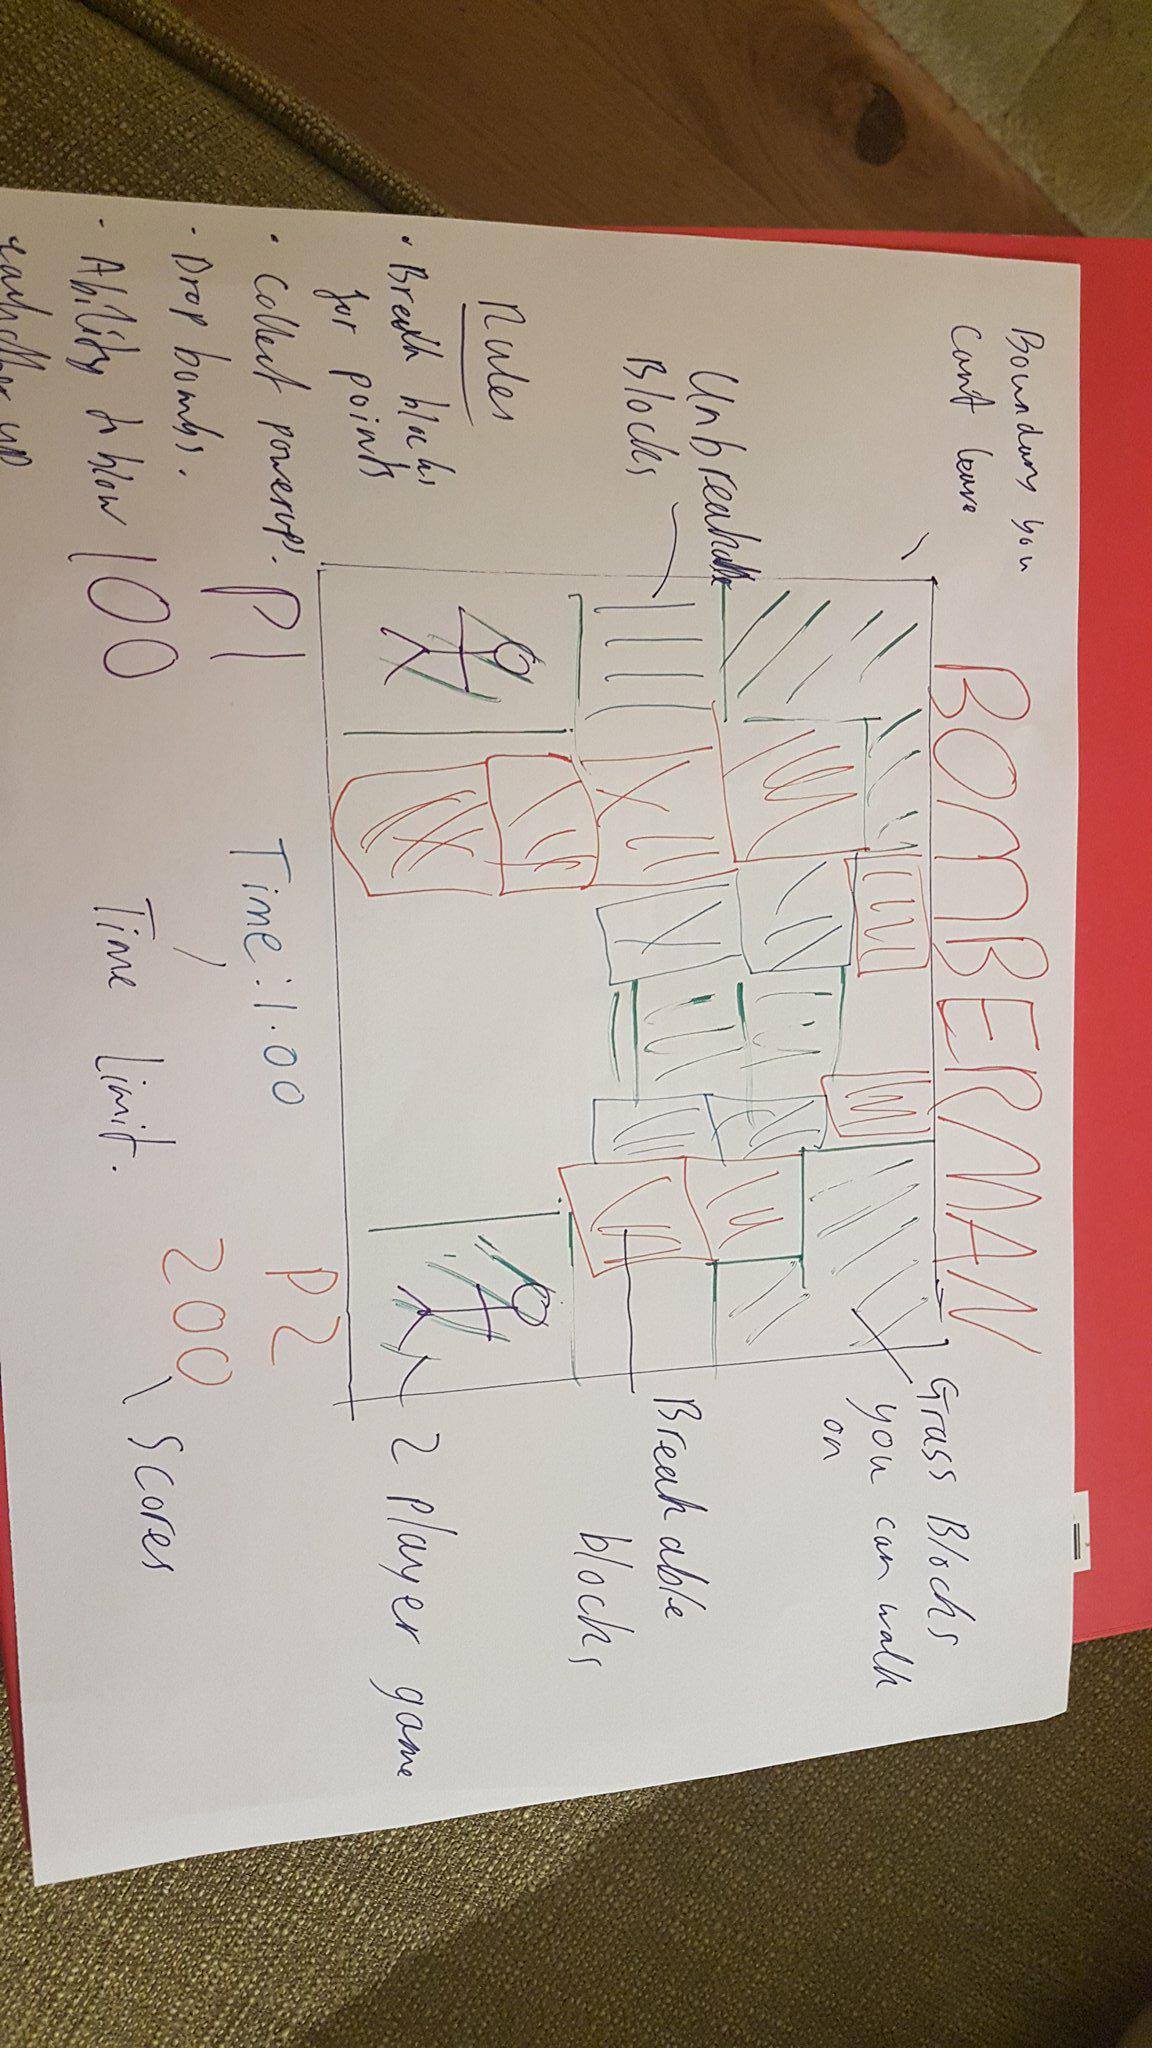 BOMBERMAN
Boundary you
cant leave
Grass Blocks
you can walk
on
Unbreakable
Blocks
Breakable
blocks
Rules
• Break blocks
for points
• Collect powerups.
• Drop bombs.
• Ability to blow
eachother up
2 player game
P1
100
Time: 1.00
Time Limit.
P2
200
Scores